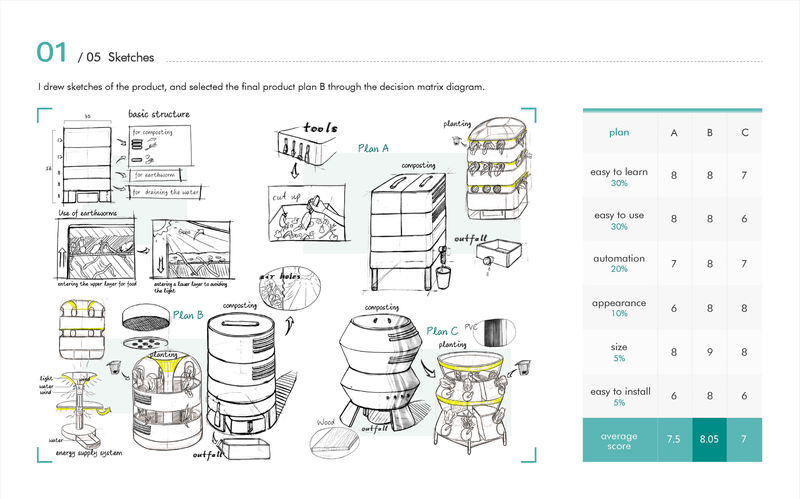 01 / 05 Sketches
I drew sketches of the product, and selected the final product plan B through the decision matrix diagram.
basic structure
for composting
for earthworm
for draining the water
Use of earthworms
Sun
entering the upper layer for food
entering a lower layer to avoiding
the light
tools
cut up
Plan A
composting
planting
outfall
air holes
Plan B
composting
planting
light
water
wind
water
energy supply system
outfall
composting
Plan C
PVC
planting
Wood
outfall
plan A B C
easy to learn 8 8 7
30%
easy to use 8 8 6
30%
automation 7 8 7
20%
appearance 6 8 8
10%
size 8 9 8
5%
easy to install 6 8 6
5%
average
score 7.5 8.05 7